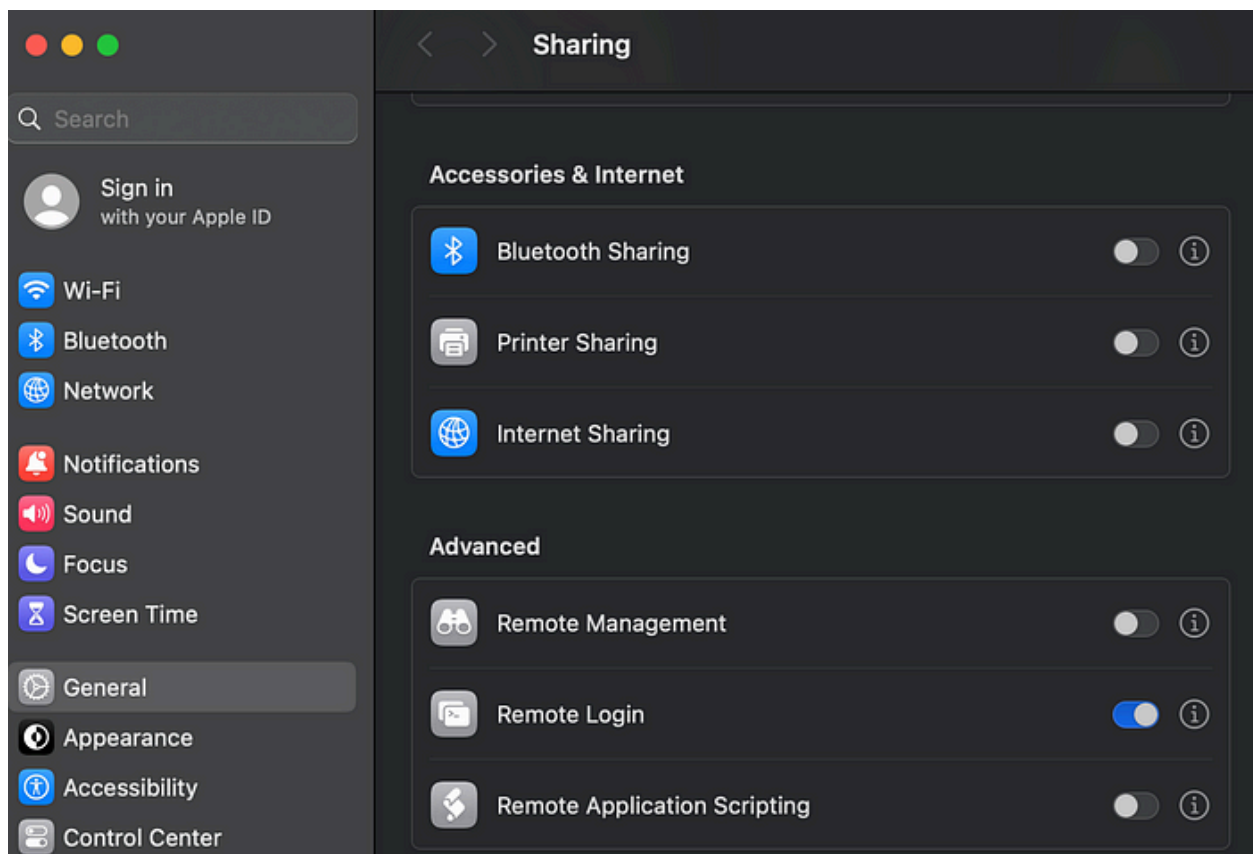 Search
Sign in
with your Apple ID
Wi-Fi
Bluetooth
Network
Notifications
Sound
Focus
Screen Time
General
Appearance
Accessibility
Control Center
Sharing
Accessories & Internet
Bluetooth Sharing
Printer Sharing
Internet Sharing
Advanced
Remote Management
Remote Login
Remote Application Scripting